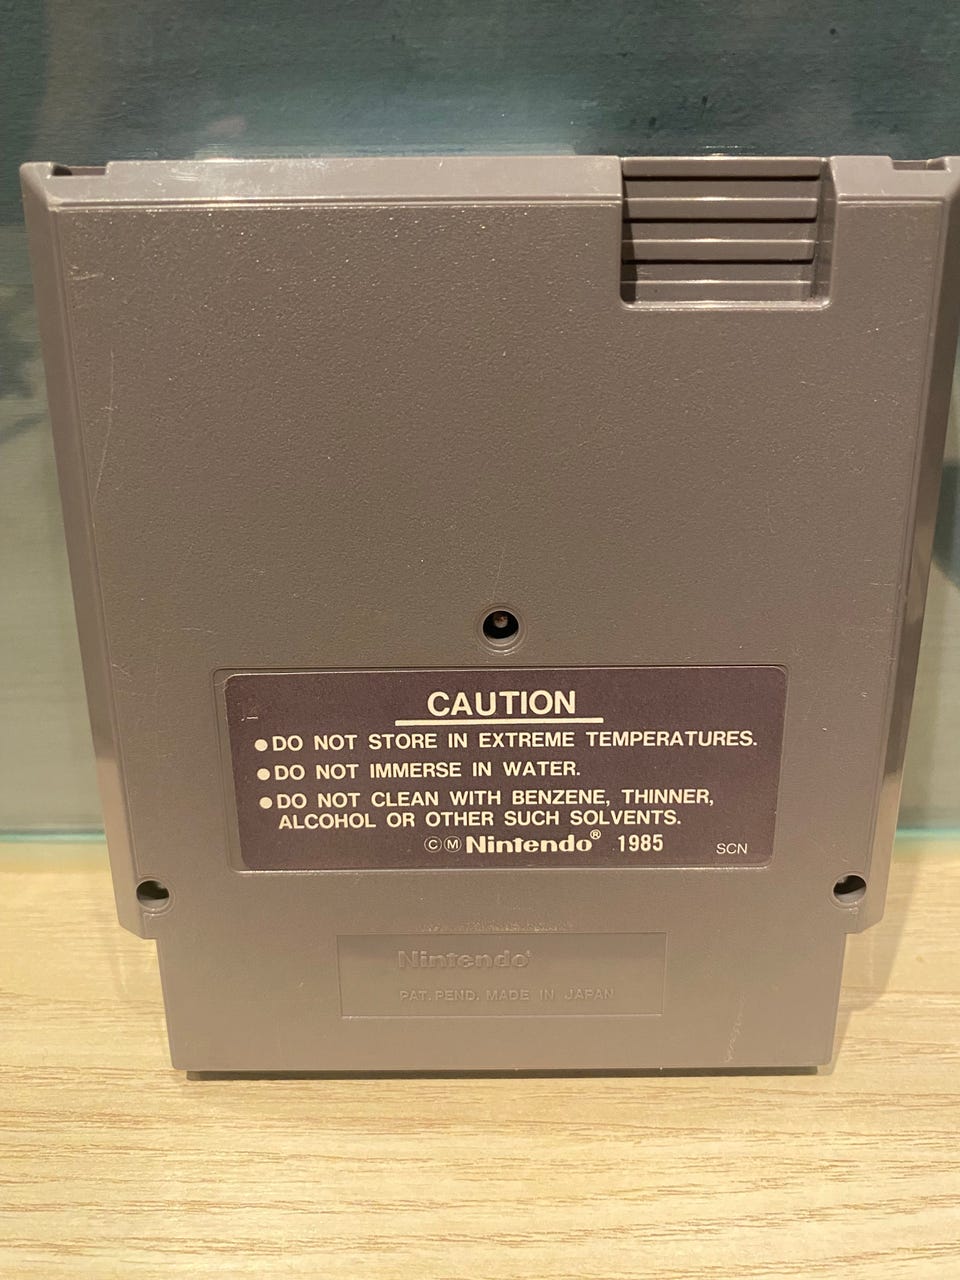 CAUTION
●DO NOT STORE IN EXTREME TEMPERATURES.
●DO NOT IMMERSE IN WATER.
●DO NOT CLEAN WITH BENZENE, THINNER,
ALCOHOL OR OTHER SUCH SOLVENTS.
©Ⓜ Nintendo® 1985 SCN
Nintendo®
PAT. PEND. MADE IN JAPAN